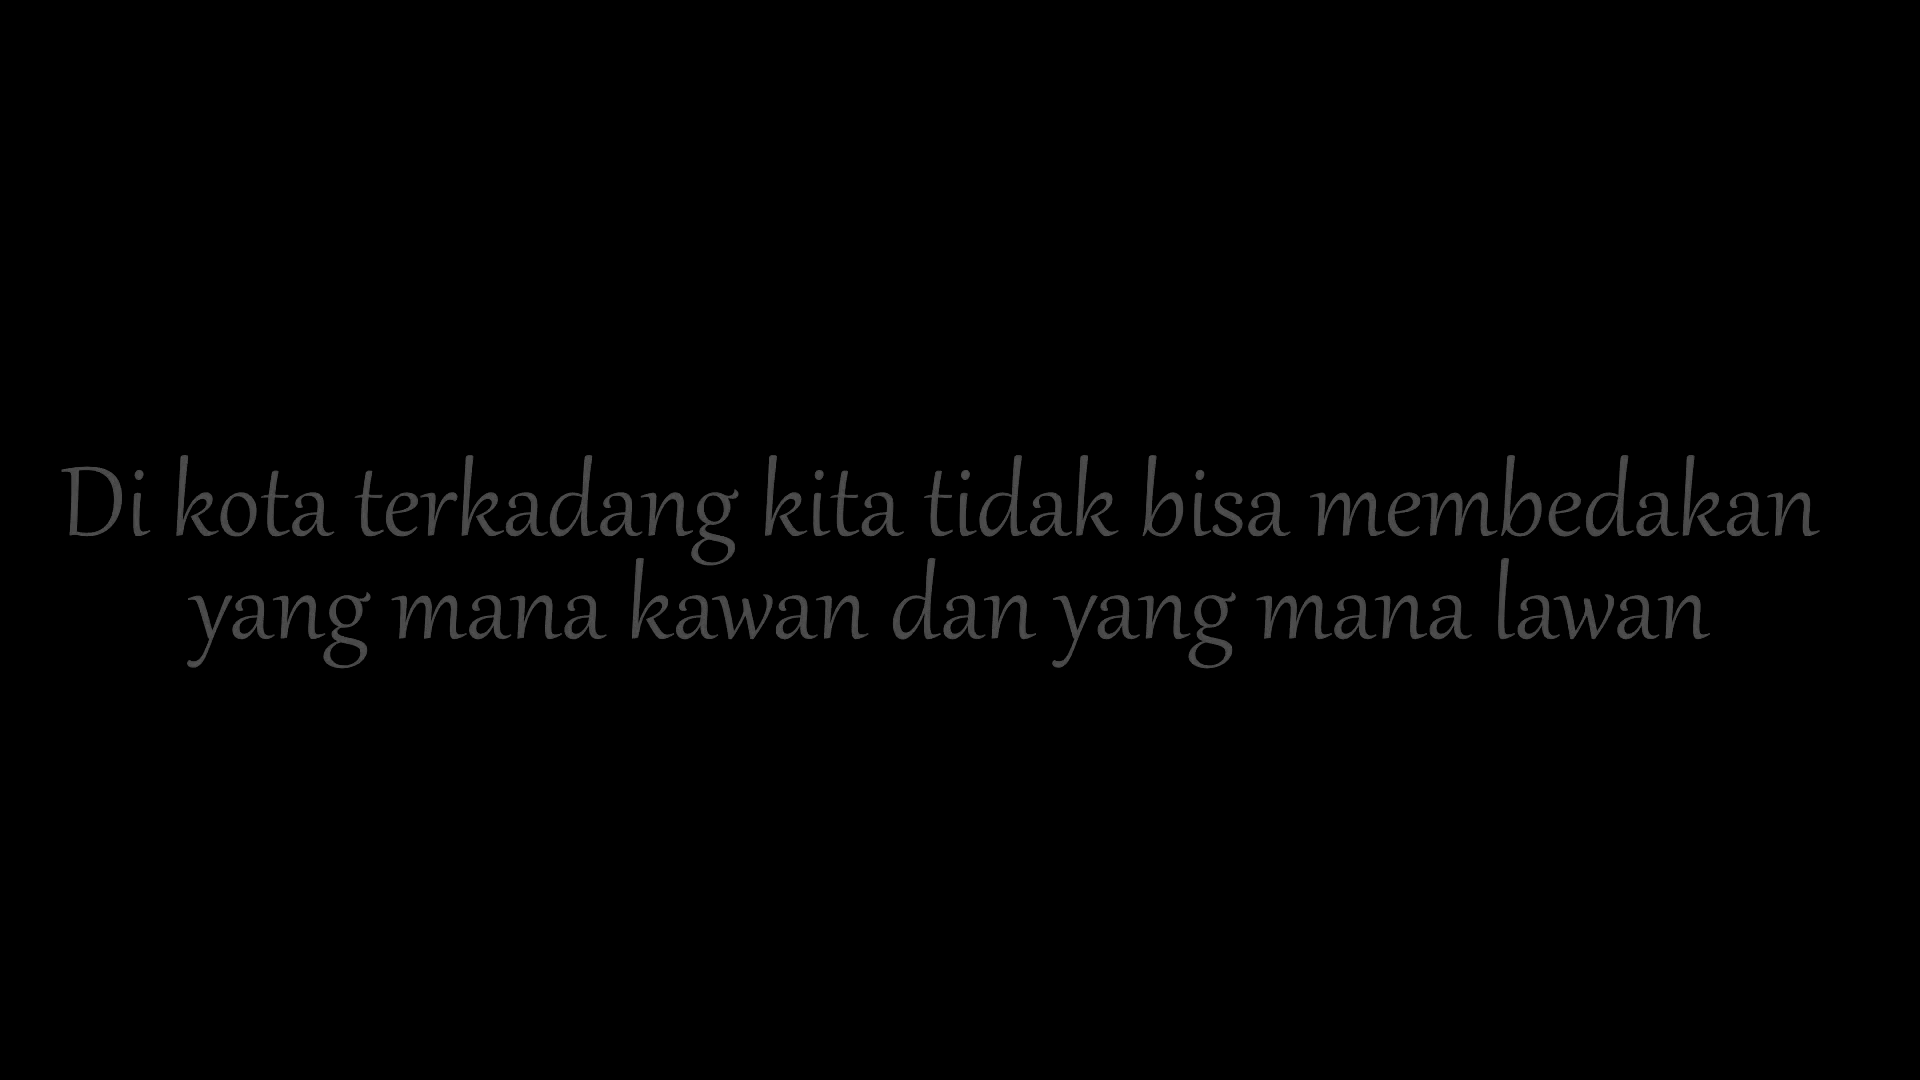 Di kota terkadang kita tidak bisa membedakan
yang mana kawan dan yang mana lawan